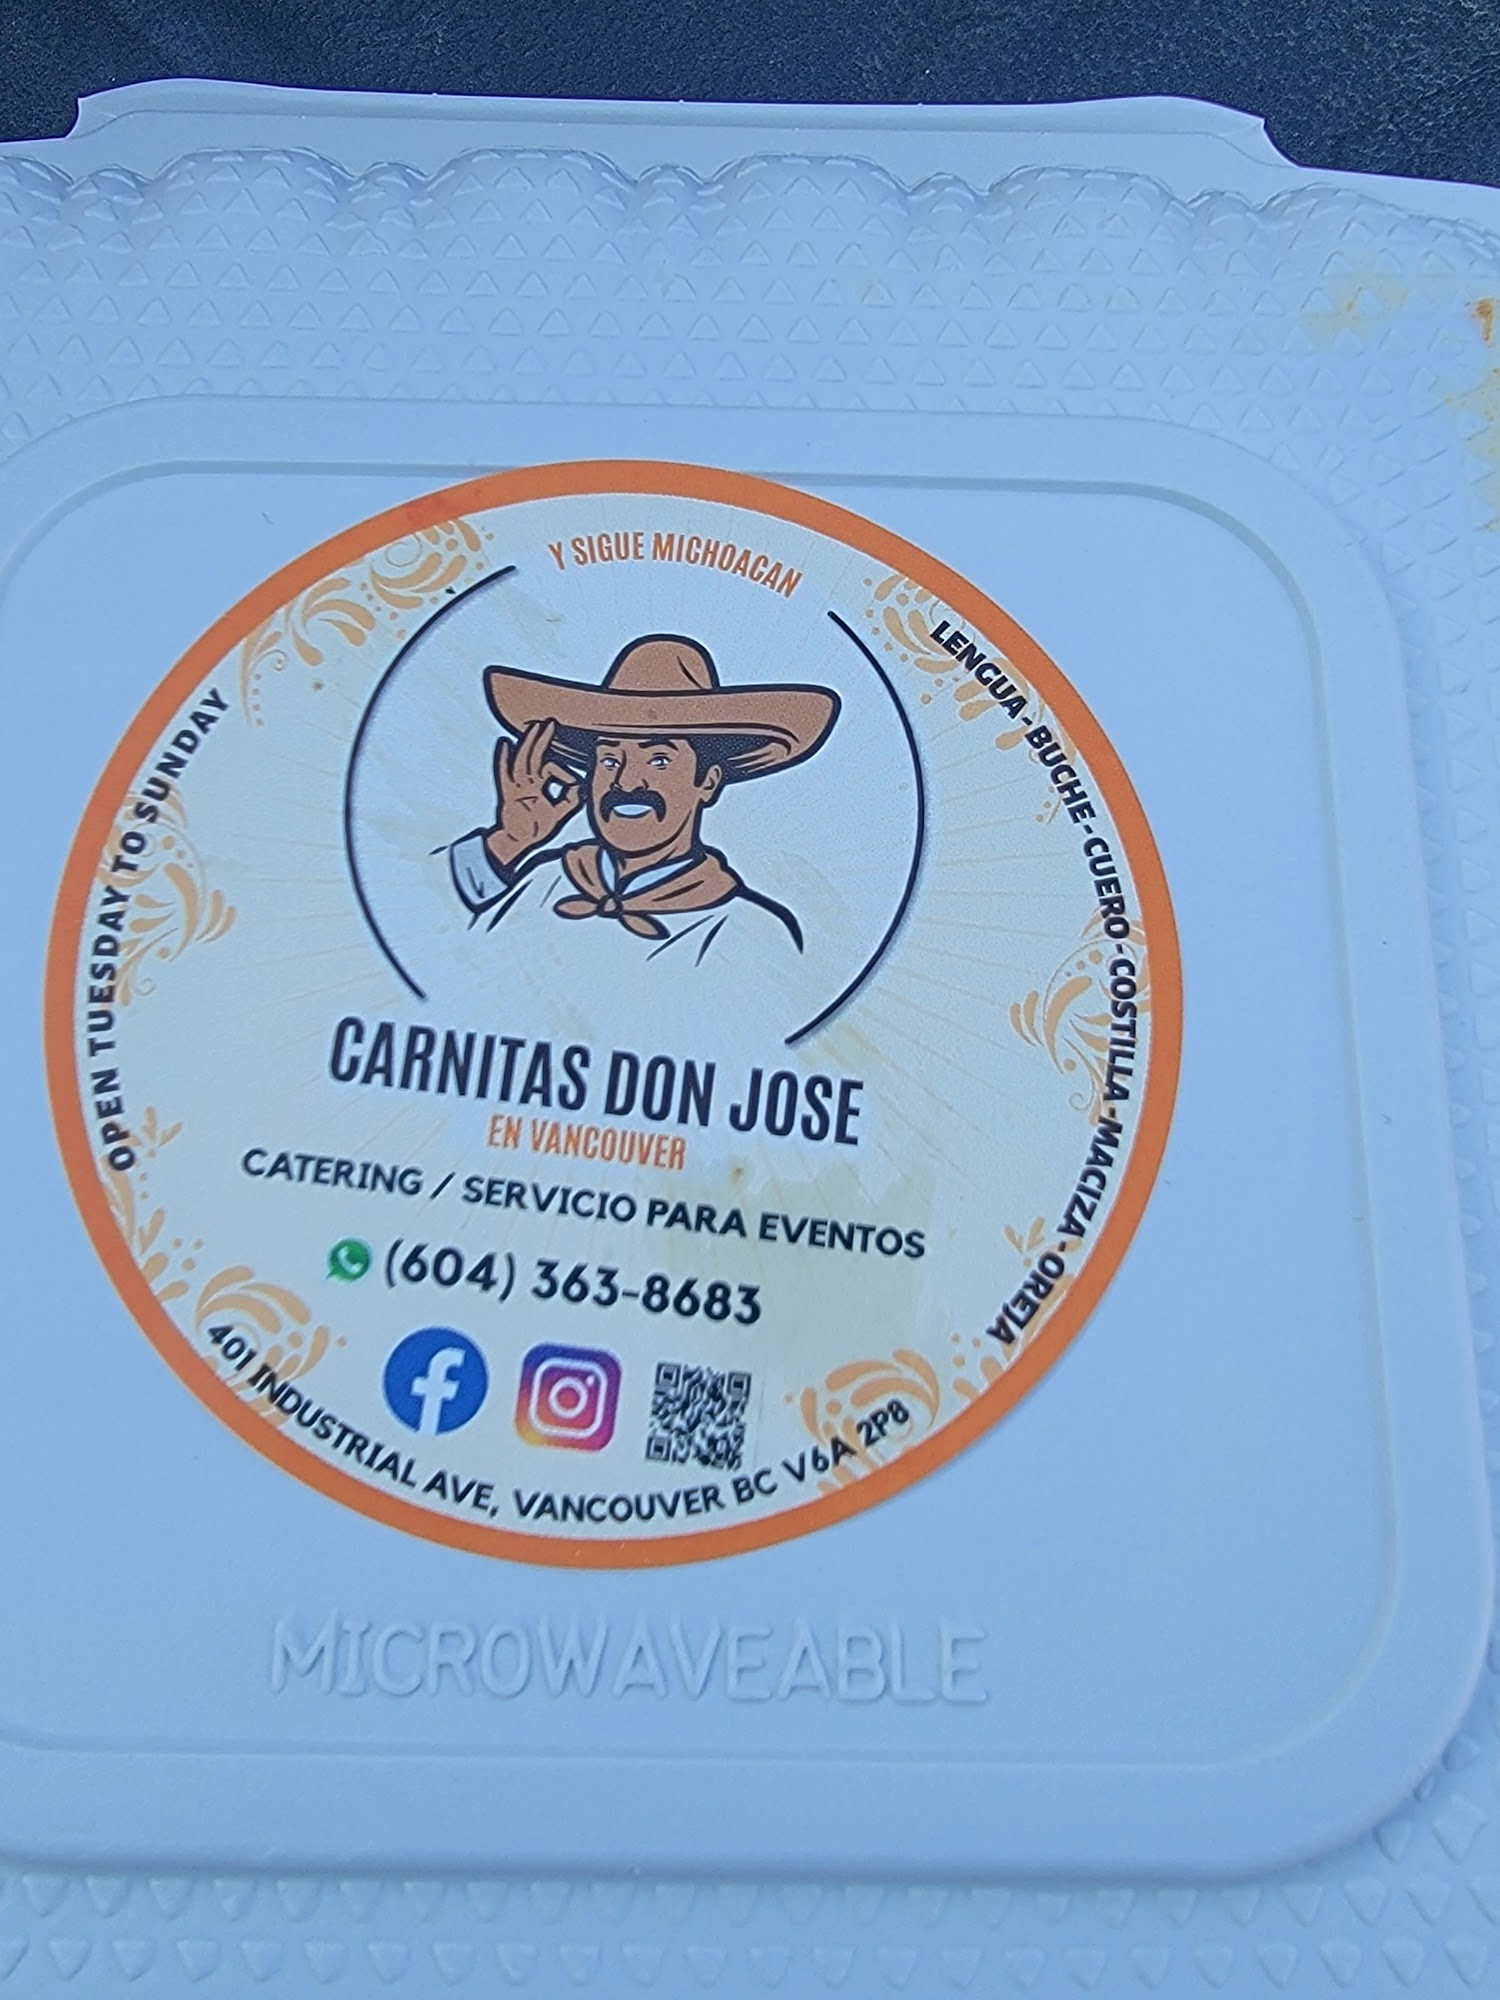 Y SIGUE MICHOACAN
OPEN TUESDAY TO SUNDAY
LENGUA - BUCHE - CUERO - COSTILLA - MACIZA - OREJA
CARNITAS DON JOSE
EN VANCOUVER
CATERING / SERVICIO PARA EVENTOS
(604) 363-8683
401 INDUSTRIAL AVE, VANCOUVER BC V6A 2P8
MICROWAVEABLE